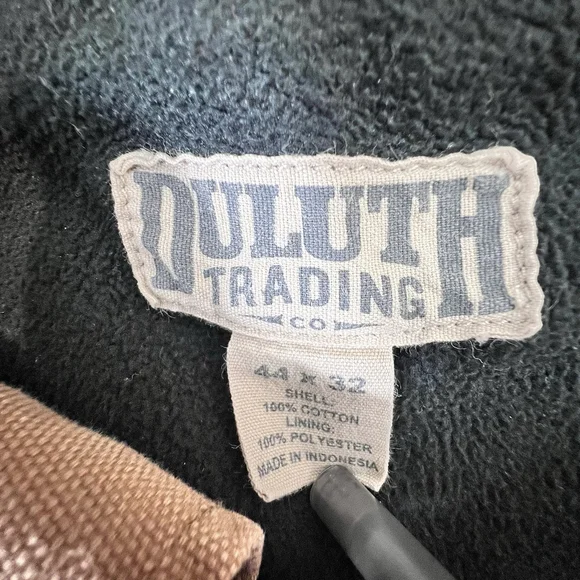 DULUTH
TRADING
CO
44 x 32
SHELL:
100% COTTON
LINING:
100% POLYESTER
MADE IN INDONESIA